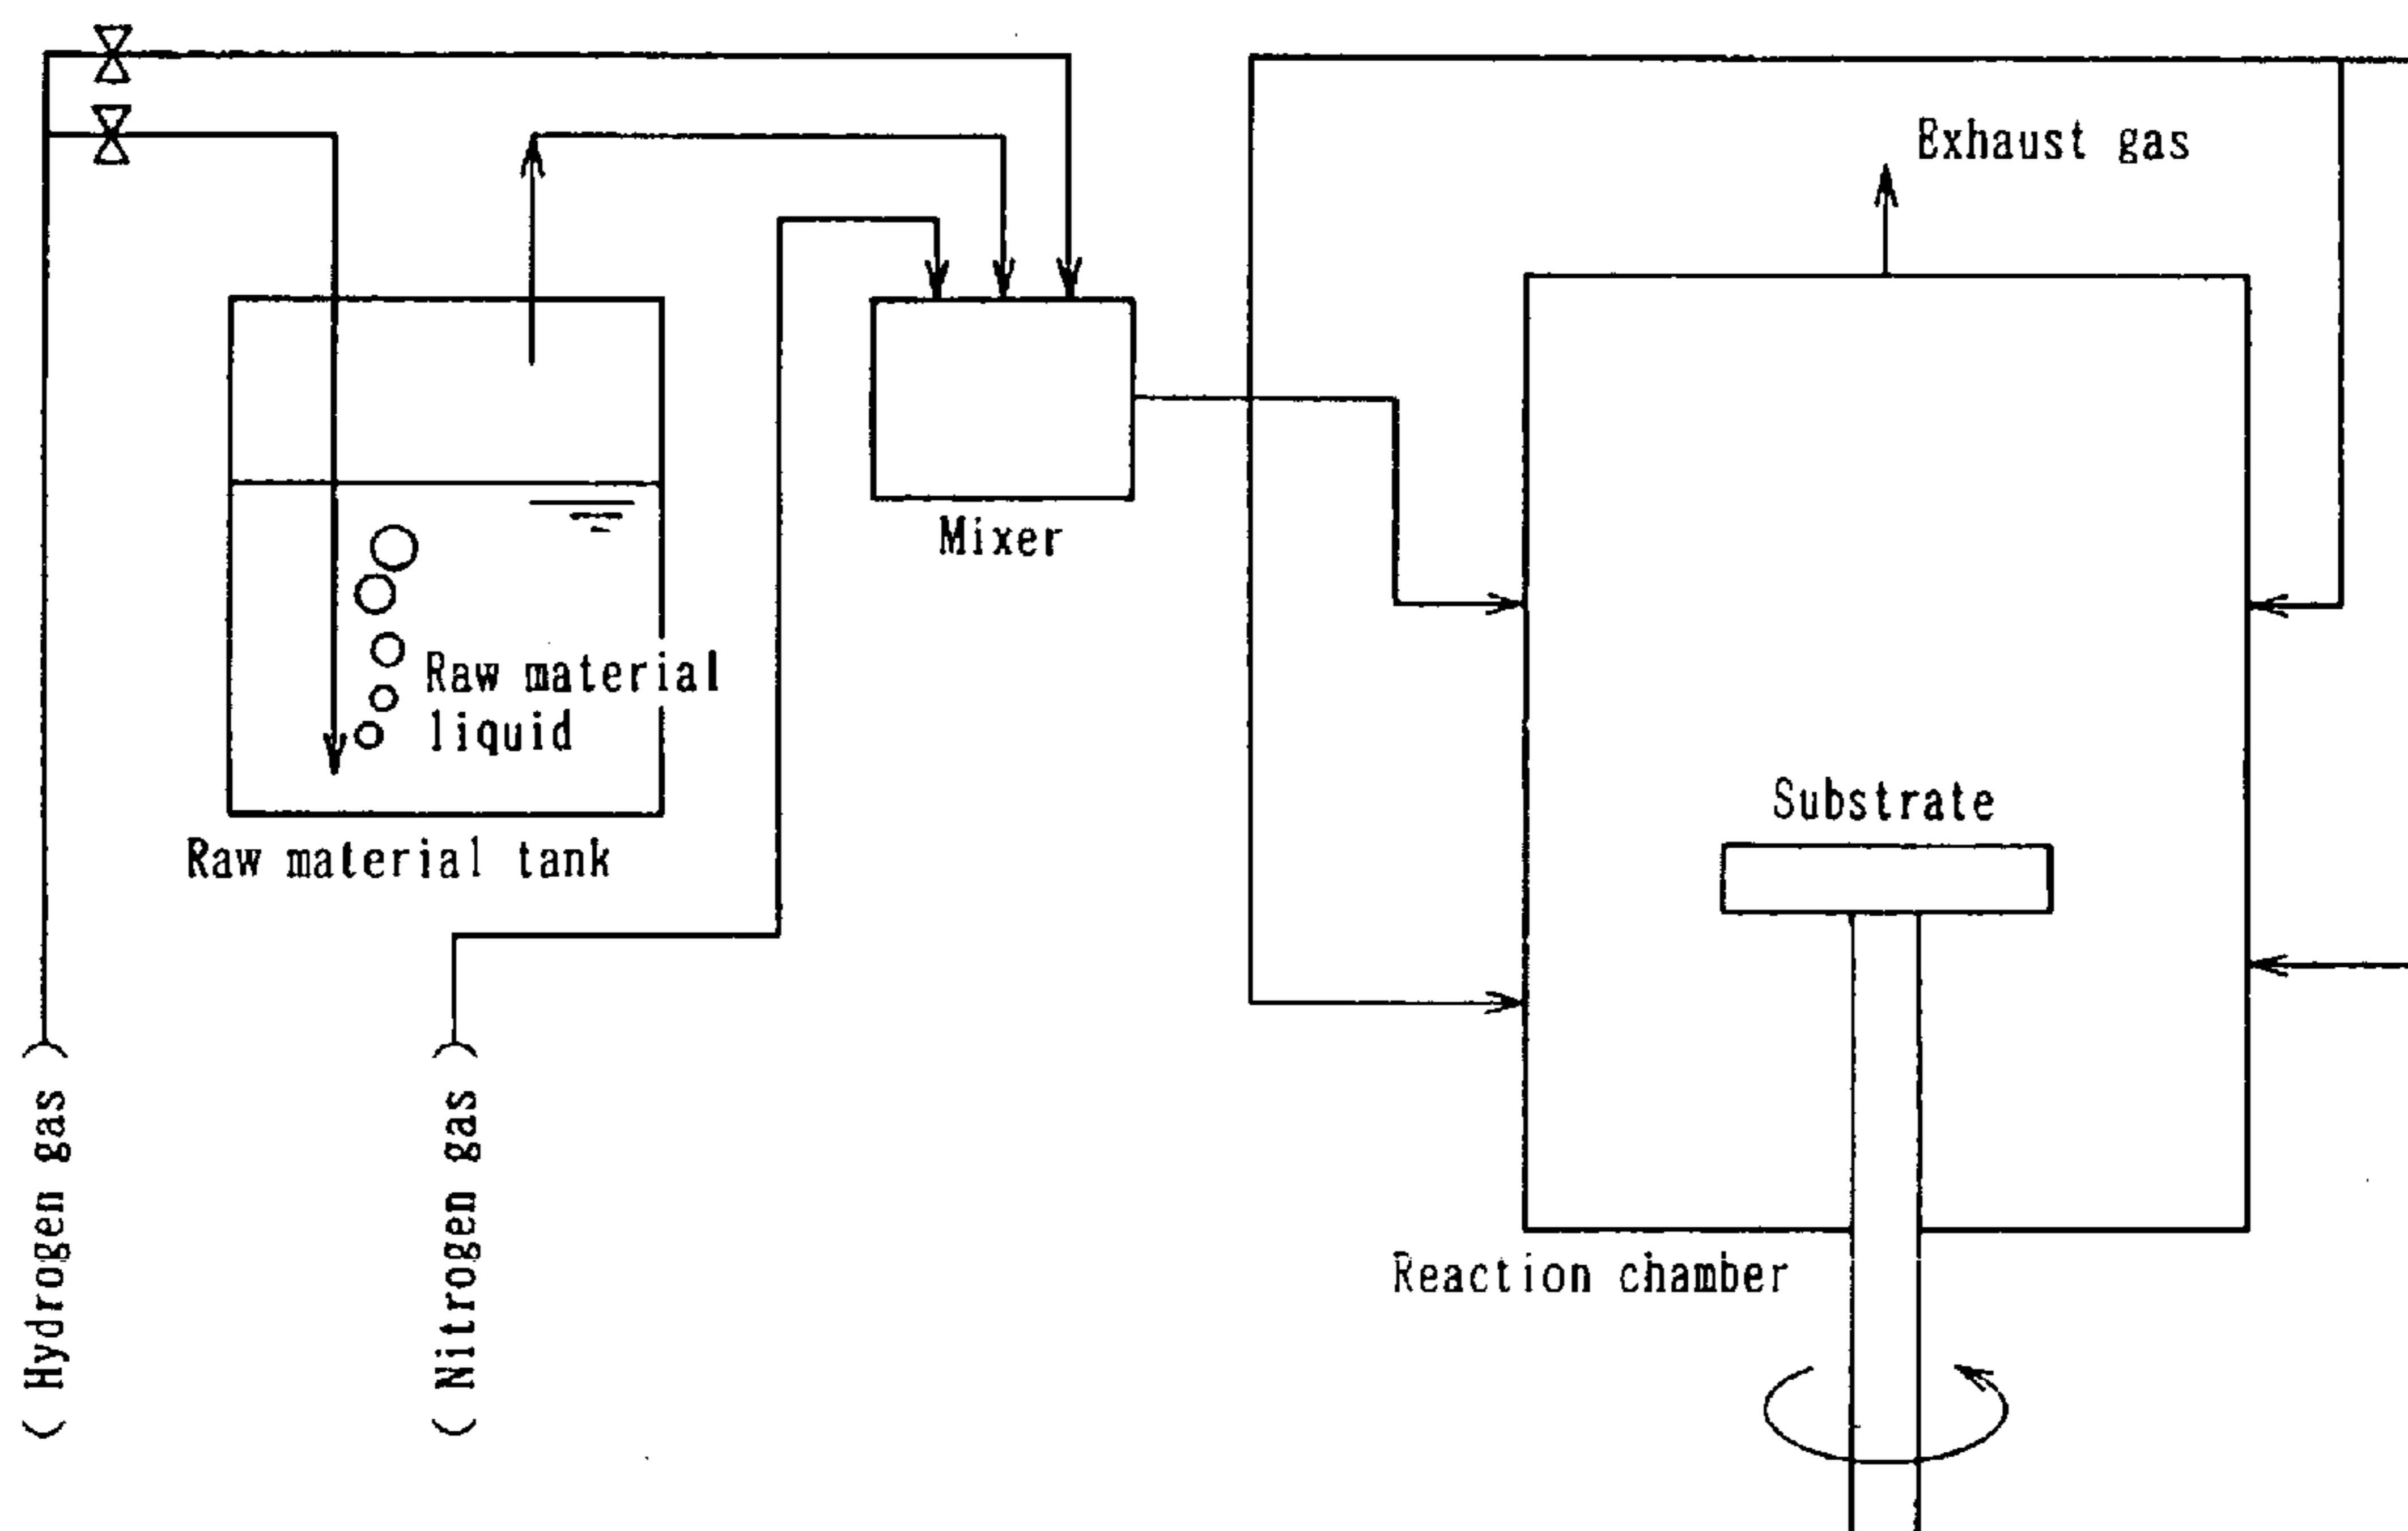 Exhaust gas
Mixer
Raw material
liquid
Substrate
Raw material tank
Reaction chamber
( Hydrogen gas )
( Nitrogen gas )